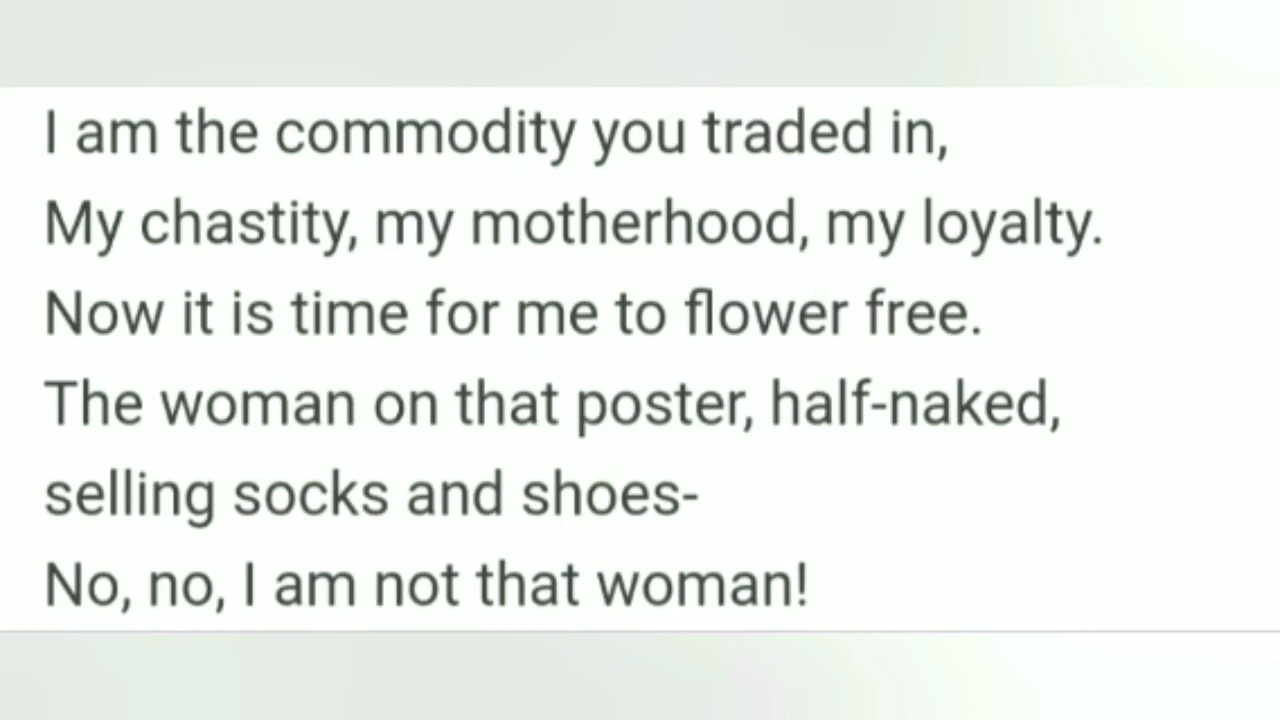 I am the commodity you traded in,
My chastity, my motherhood, my loyalty.
Now it is time for me to flower free.
The woman on that poster, half-naked,
selling socks and shoes-
No, no, I am not that woman!